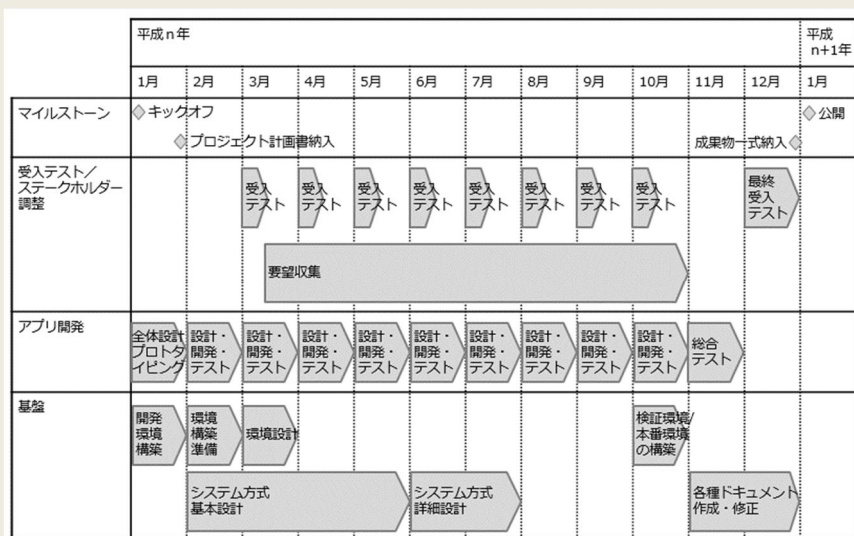 平成n年
平成
n+1年
1月 2月 3月 4月 5月 6月 7月 8月 9月 10月 11月 12月 1月
マイルストーン
キックオフ
公開
プロジェクト計画書納入
成果物一式納入
受入テスト/
ステークホルダー
調整
受入
テスト
受入
テスト
受入
テスト
受入
テスト
受入
テスト
受入
テスト
受入
テスト
受入
テスト
最終
受入
テスト
要望収集
アプリ開発
全体設計
プロトタ
イピング
設計・
開発・
テスト
設計・
開発・
テスト
設計・
開発・
テスト
設計・
開発・
テスト
設計・
開発・
テスト
設計・
開発・
テスト
設計・
開発・
テスト
設計・
開発・
テスト
設計・
開発・
テスト
総合
テスト
基盤
開発
環境
構築
環境
構築
準備
環境設計
検証環境/
本番環境
の構築
システム方式
基本設計
システム方式
詳細設計
各種ドキュメント
作成・修正